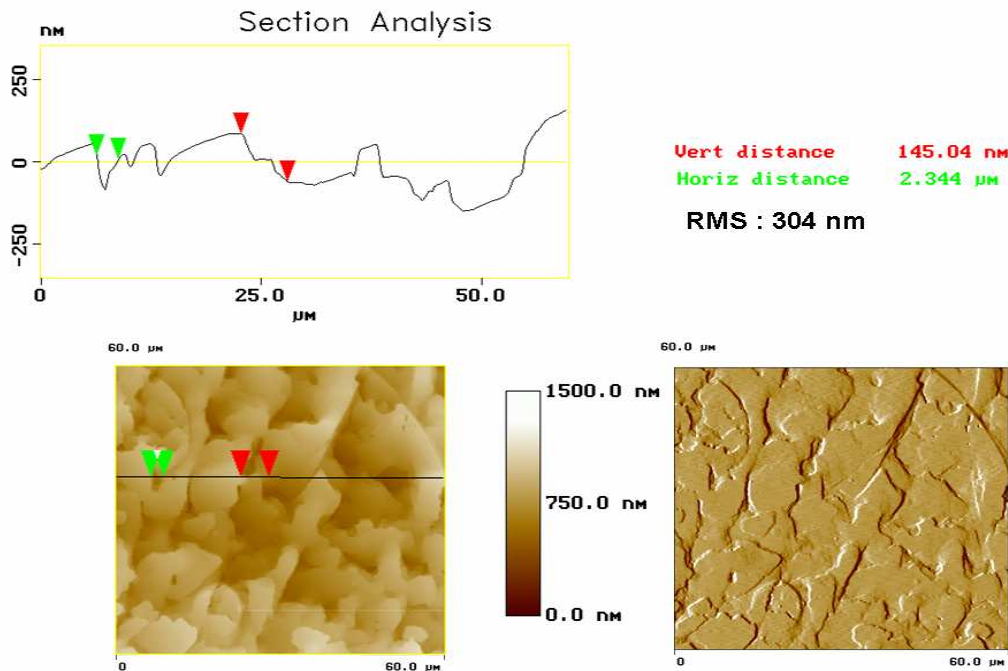 Section Analysis
nM
250
0
-250
0 25.0 50.0
μM
Vert distance 145.04 nM
Horiz distance 2.344 μM
RMS : 304 nm
60.0 μM
60.0 μM
1500.0 nM
750.0 nM
0.0 nM
0 60.0 μM
0 60.0 μM